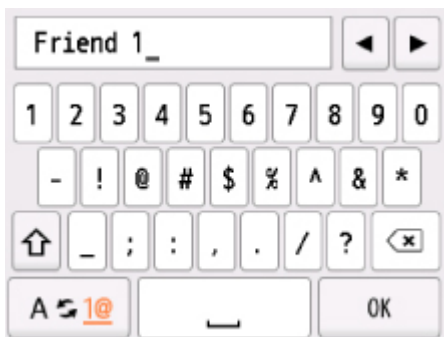 Friend 1_
1 2 3 4 5 6 7 8 9 0
- ! @ # $ % ^ & *
_ ; : , . / ?
A 1@ OK